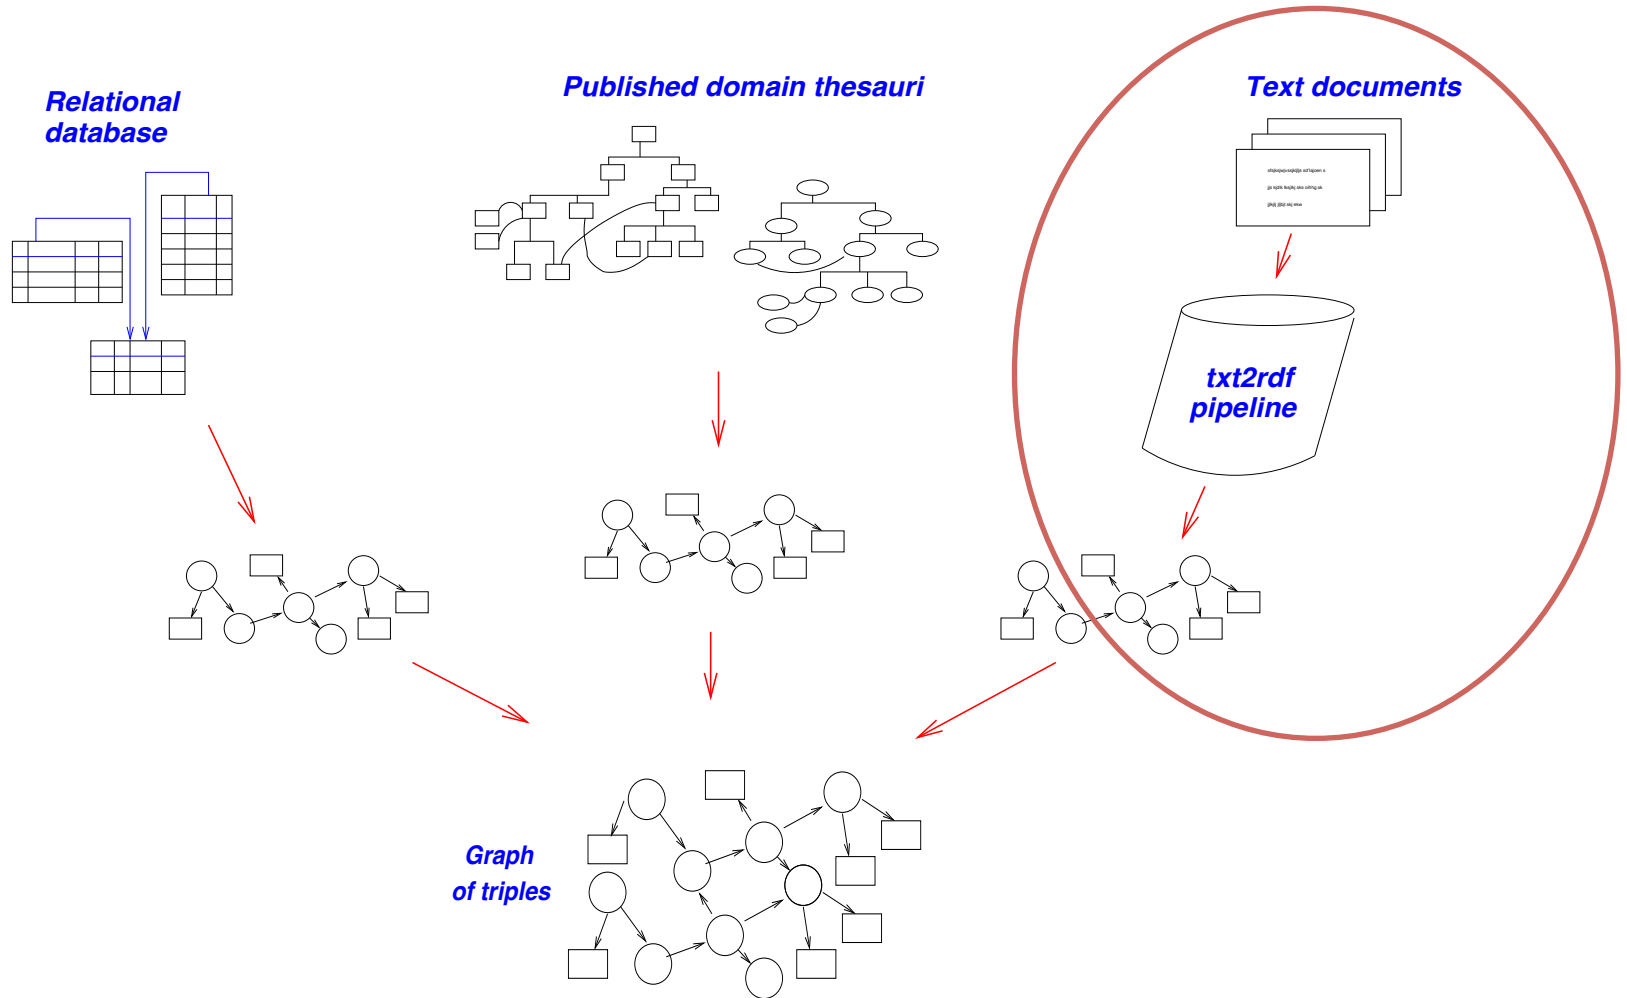 Relational
database
Published domain thesauri
Text documents
txt2rdf
pipeline
Graph
of triples